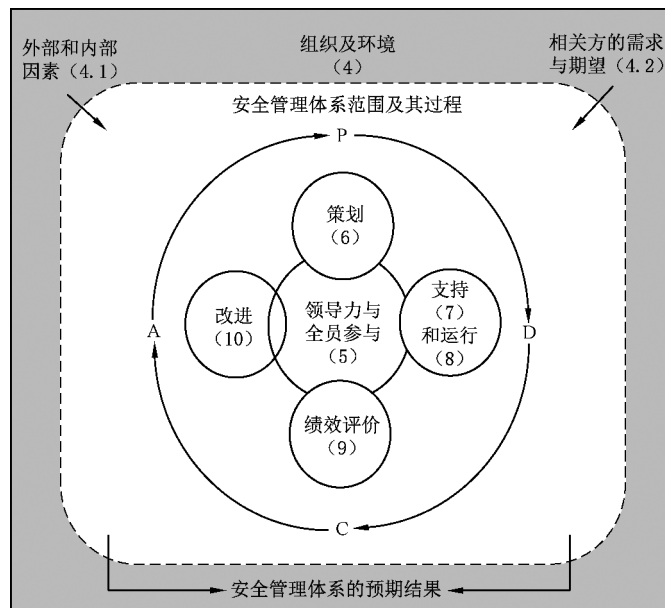 外部和内部
因素（4.1）
组织及环境
（4）
相关方的需求
与期望（4.2）
安全管理体系范围及其过程
P
策划
（6）
改进
（10）
领导力与
全员参与
（5）
支持
（7）
和运行
（8）
A
D
绩效评价
（9）
C
安全管理体系的预期结果